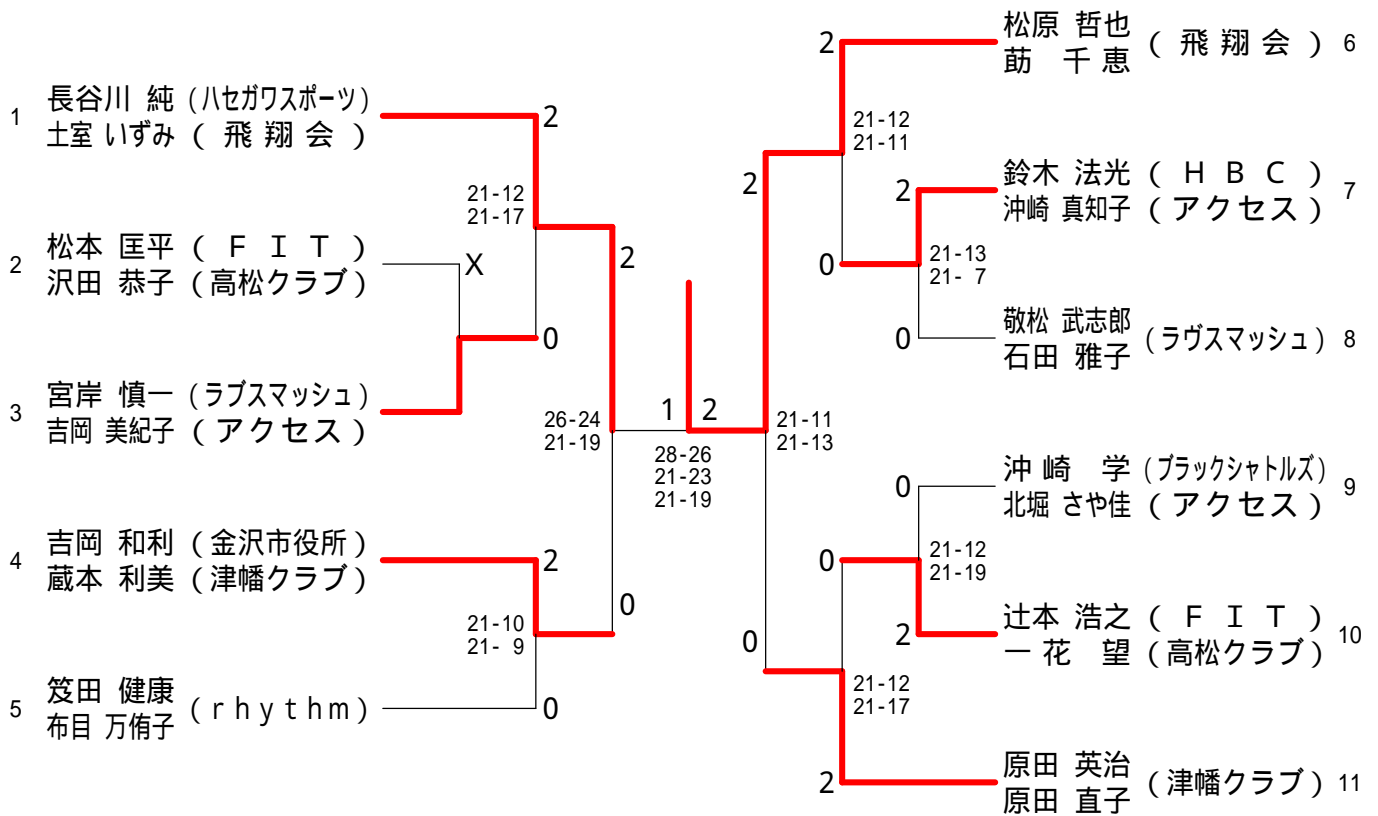 1
長谷川 純 (ハセガワスポーツ)
土室 いずみ ( 飛 翔 会 )
2
松本 匡平 ( F I T )
沢田 恭子 (高松クラブ)
3
宮岸 慎一 (ラブスマッシュ)
吉岡 美紀子 (アクセス)
4
吉岡 和利 (金沢市役所)
蔵本 利美 (津幡クラブ)
5
笈田 健康
布目 万侑子
(rhythm)
2
21-12
21-17
X
0
2
26-24
21-19
2
21-10
21- 9
0
0
1
2
28-26
21-23
21-19
2
21-12
21-11
2
0
2
21-13
21- 7
0
21-11
21-13
0
21-12
21-19
2
0
0
21-12
21-17
2
松原 哲也
莇 千恵
( 飛 翔 会 )
6
鈴木 法光 ( H B C )
沖崎 真知子 (アクセス)
7
敬松 武志郎
石田 雅子
(ラヴスマッシュ)
8
沖崎 学 (ブラックシャトルズ)
北堀 さや佳 (アクセス)
9
辻本 浩之 ( F I T )
一花 望 (高松クラブ)
10
原田 英治
原田 直子
(津幡クラブ)
11